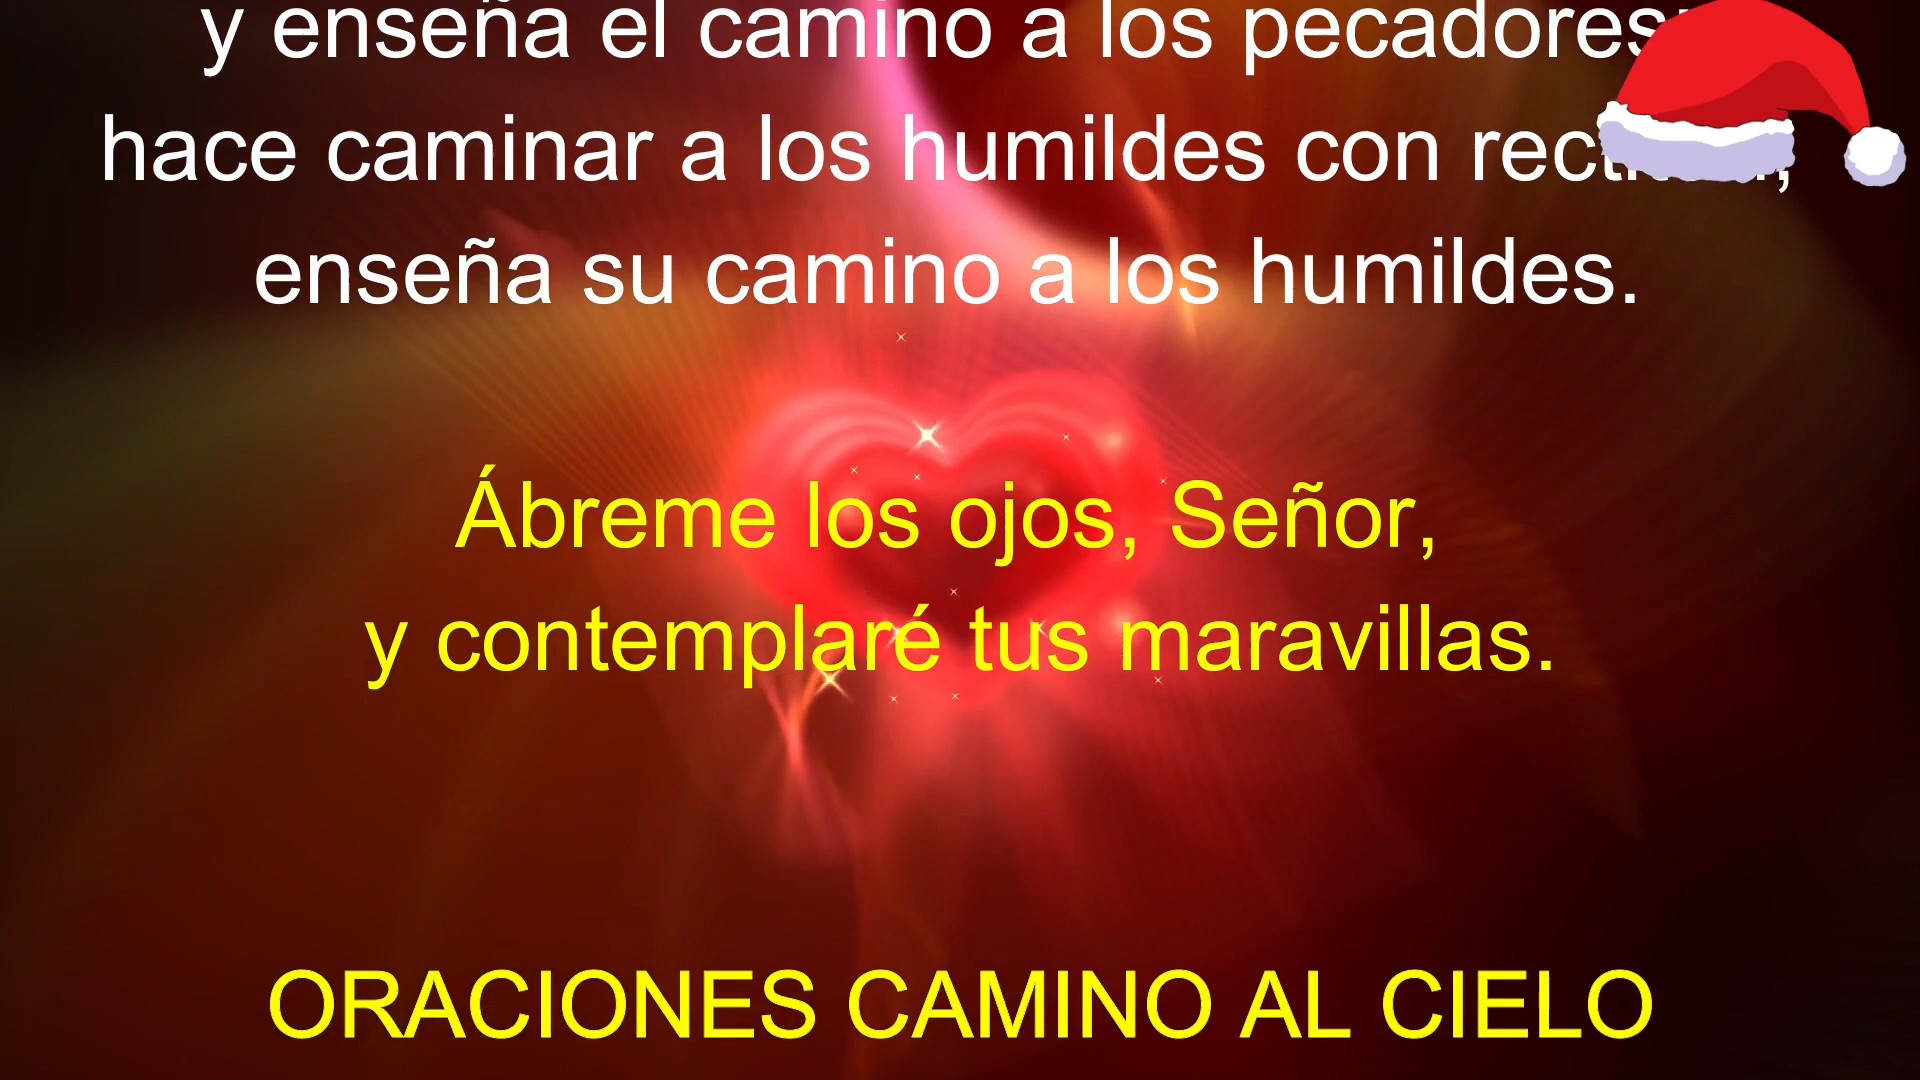 y enseña el camino a los pecadores
hace caminar a los humildes con
enseña su camino a los humildes.
Ábreme los ojos, Señor,
y contemplaré tus maravillas.
ORACIONES CAMINO AL CIELO